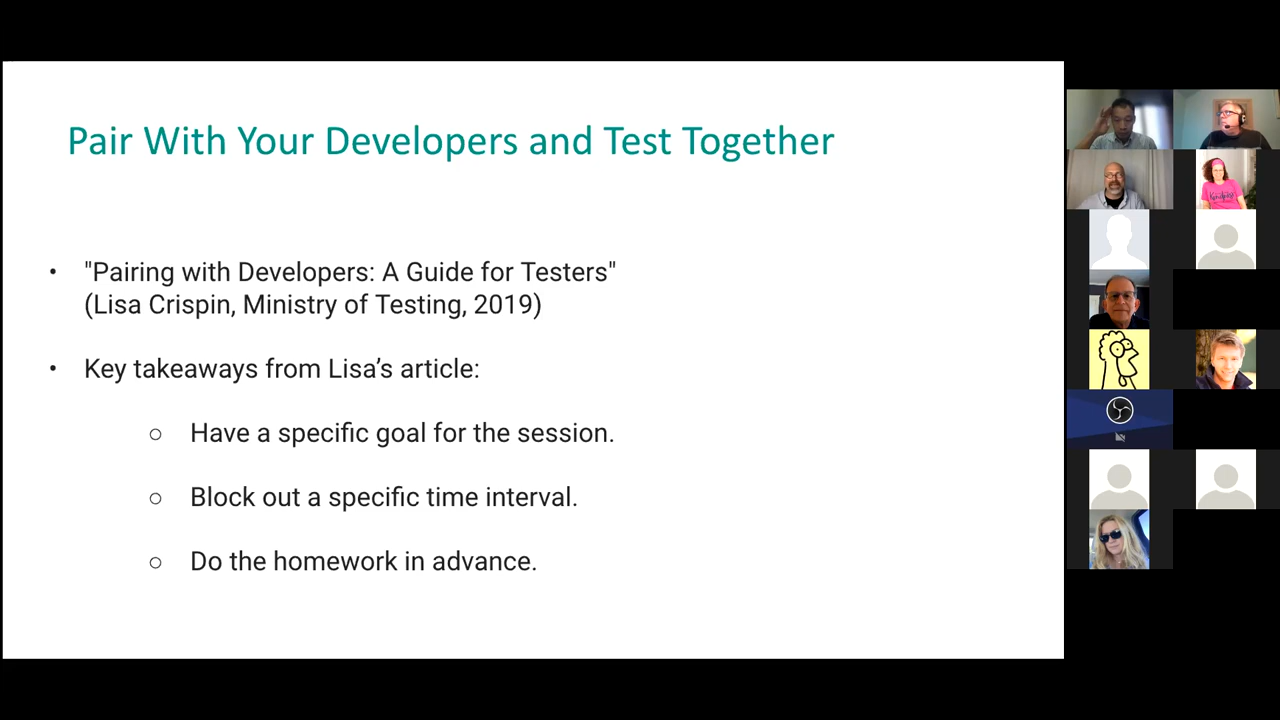 Pair With Your Developers and Test Together
• "Pairing with Developers: A Guide for Testers"
(Lisa Crispin, Ministry of Testing, 2019)
• Key takeaways from Lisa’s article:
○ Have a specific goal for the session.
○ Block out a specific time interval.
○ Do the homework in advance.